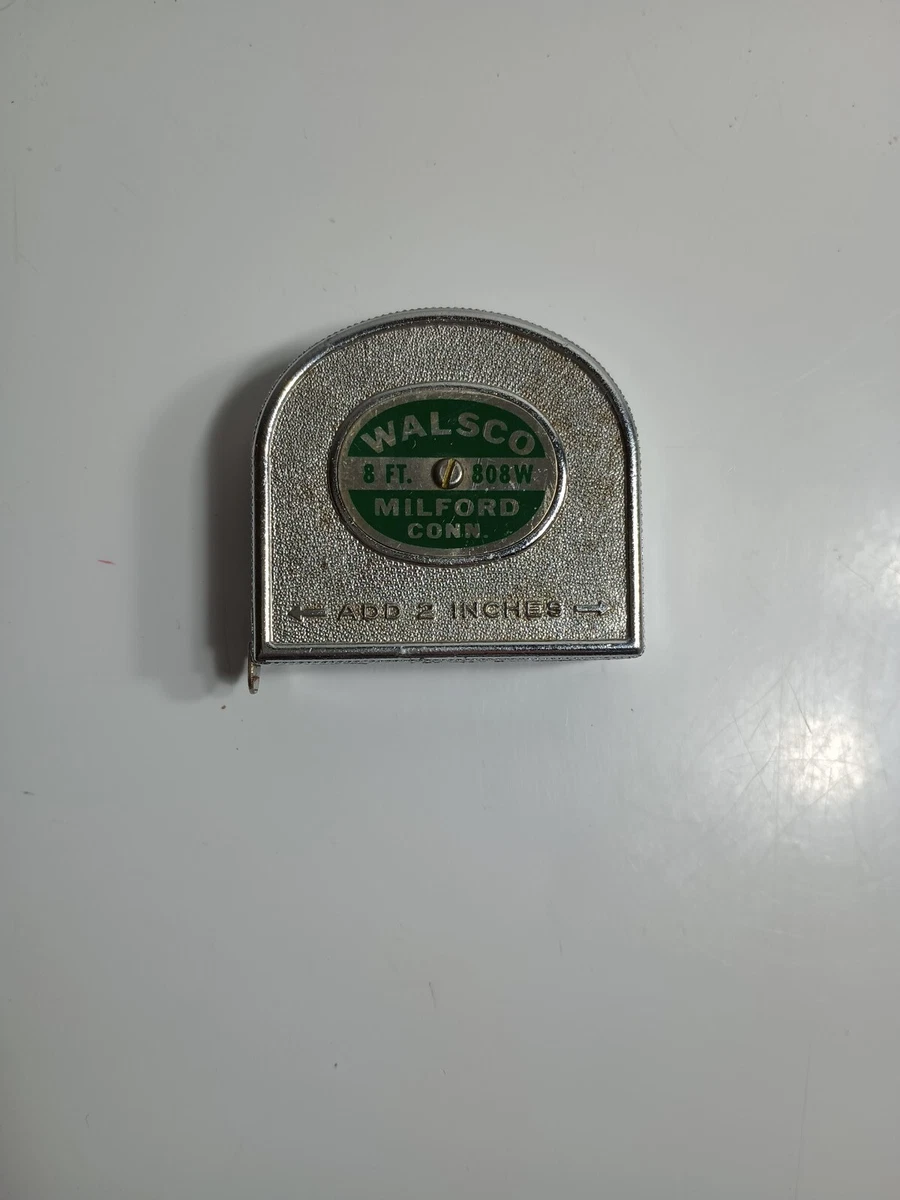 WALSCO
8 FT. 808W
MILFORD
CONN.
ADD 2 INCHES